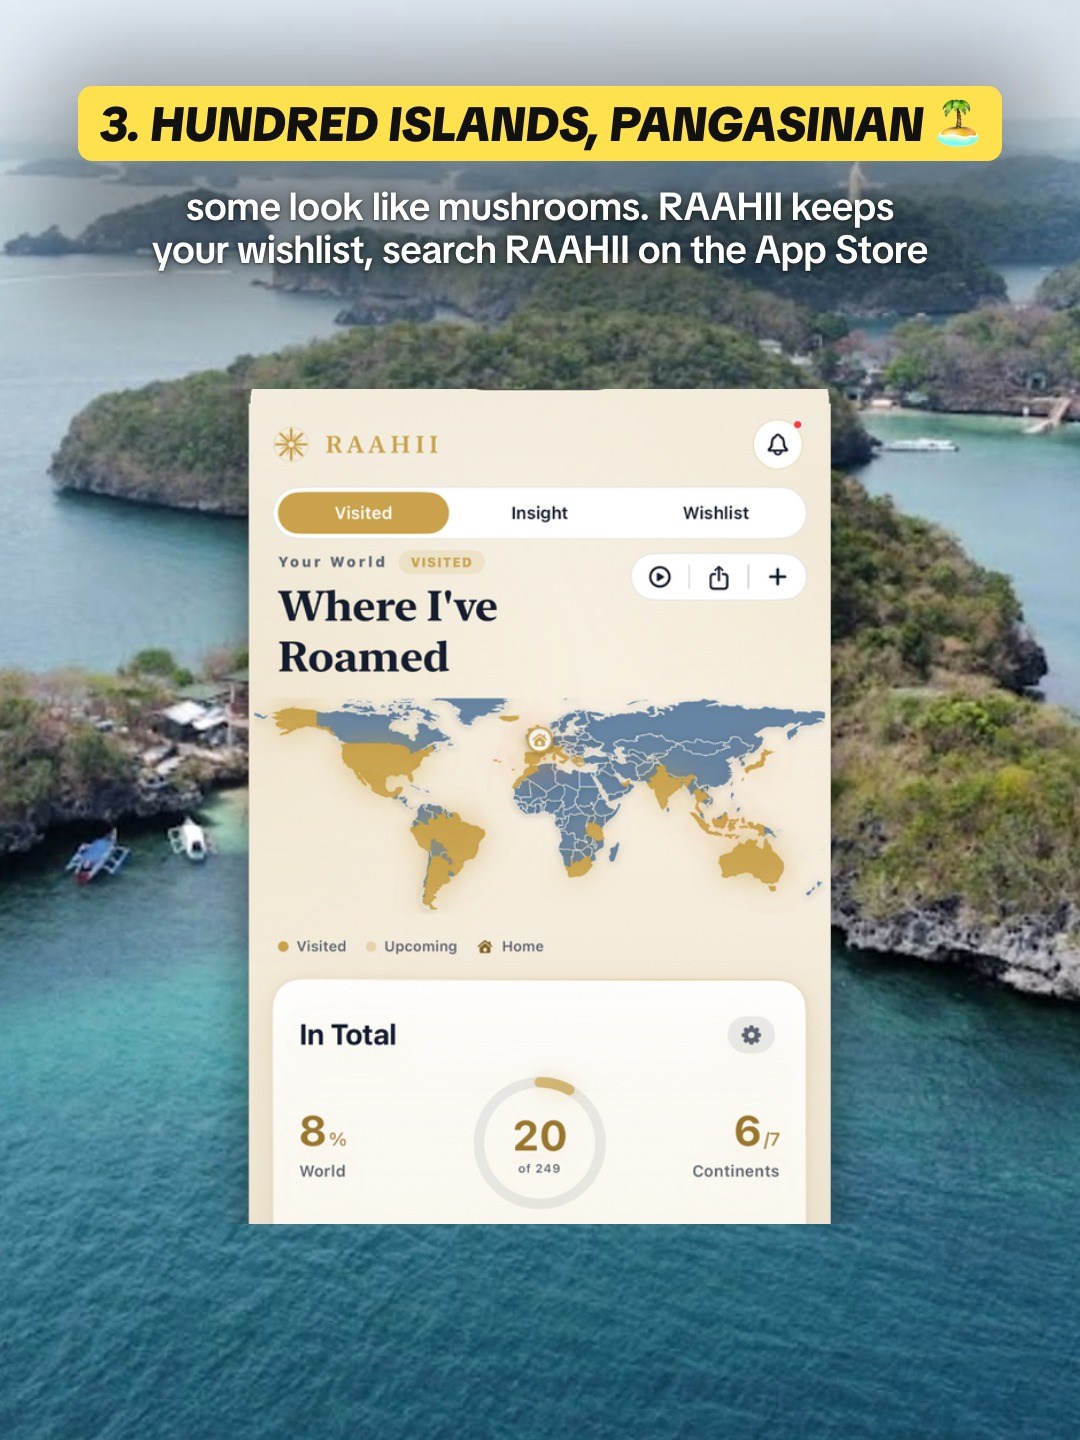 3. HUNDRED ISLANDS, PANGASINAN 🏝️
some look like mushrooms. RAAHII keeps
your wishlist, search RAAHII on the App Store
RAAHII
Visited Insight Wishlist
Your World VISITED
Where I've
Roamed
Visited Upcoming Home
In Total
8% 20 6/7
of 249
World Continents